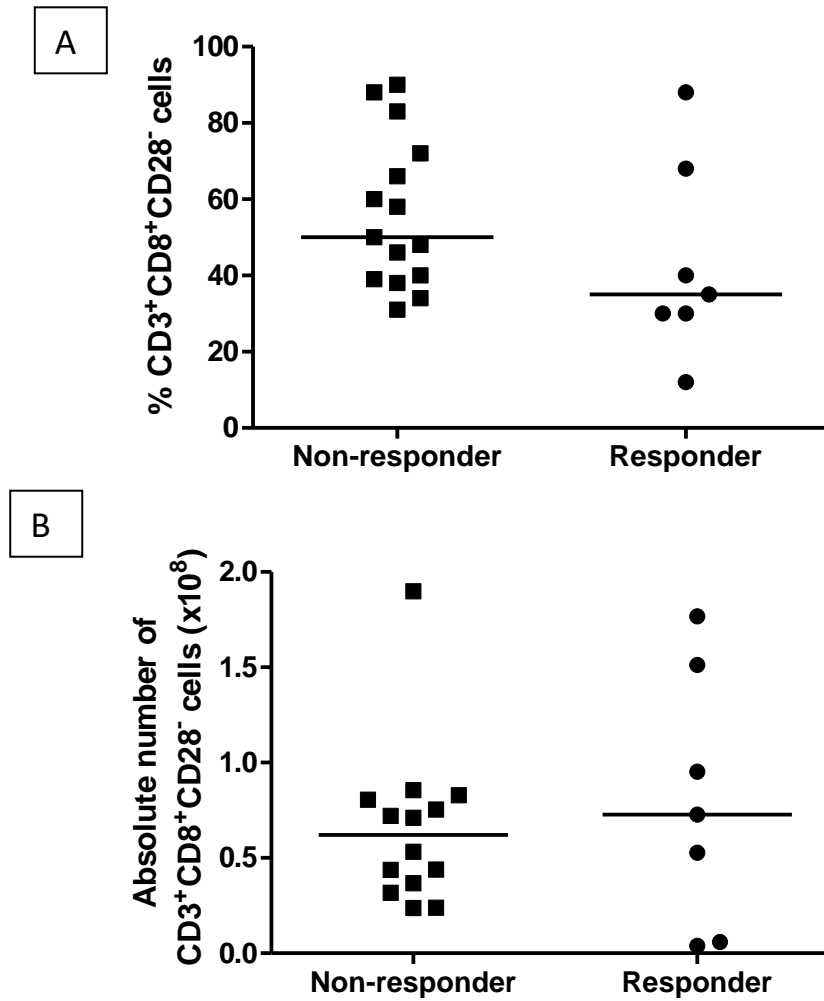 A
% CD3⁺CD8⁺CD28⁻ cells
100
80
60
40
20
0
Non-responder Responder
B
Absolute number of
CD3⁺CD8⁺CD28⁻ cells (x10⁸)
2.0
1.5
1.0
0.5
0.0
Non-responder Responder